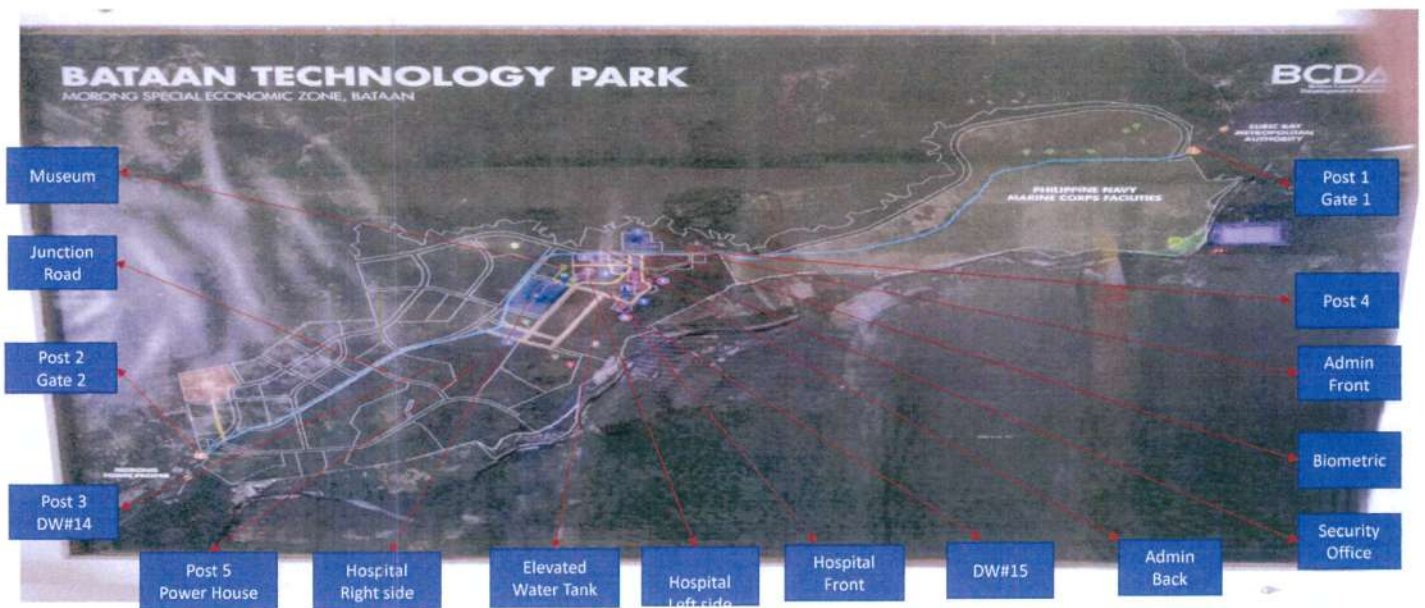 BATAAN TECHNOLOGY PARK
MORONG SPECIAL ECONOMIC ZONE, BATAAN
BCDA
SUBIC BAY
METROPOLITAN
AUTHORITY
PHILIPPINE NAVY
MARINE CORPS FACILITIES
MORONG
Museum
Junction
Road
Post 2
Gate 2
Post 3
DW#14
Post 5
Power House
Hospital
Right side
Elevated
Water Tank
Hospital
Left side
Hospital
Front
DW#15
Admin
Back
Post 1
Gate 1
Post 4
Admin
Front
Biometric
Security
Office